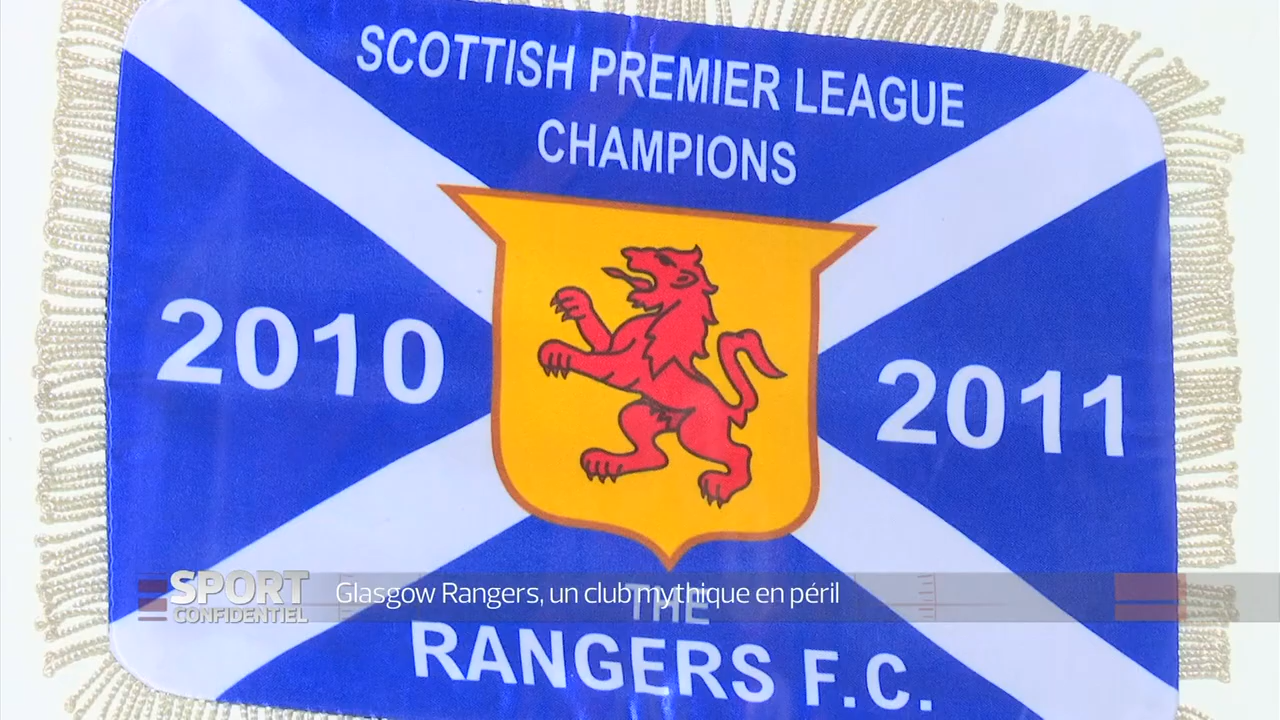 SCOTTISH PREMIER LEAGUE
CHAMPIONS
2010
2011
SPORT
CONFIDENTIEL
Glasgow Rangers, un club mythique en péril
THE
RANGERS F.C.